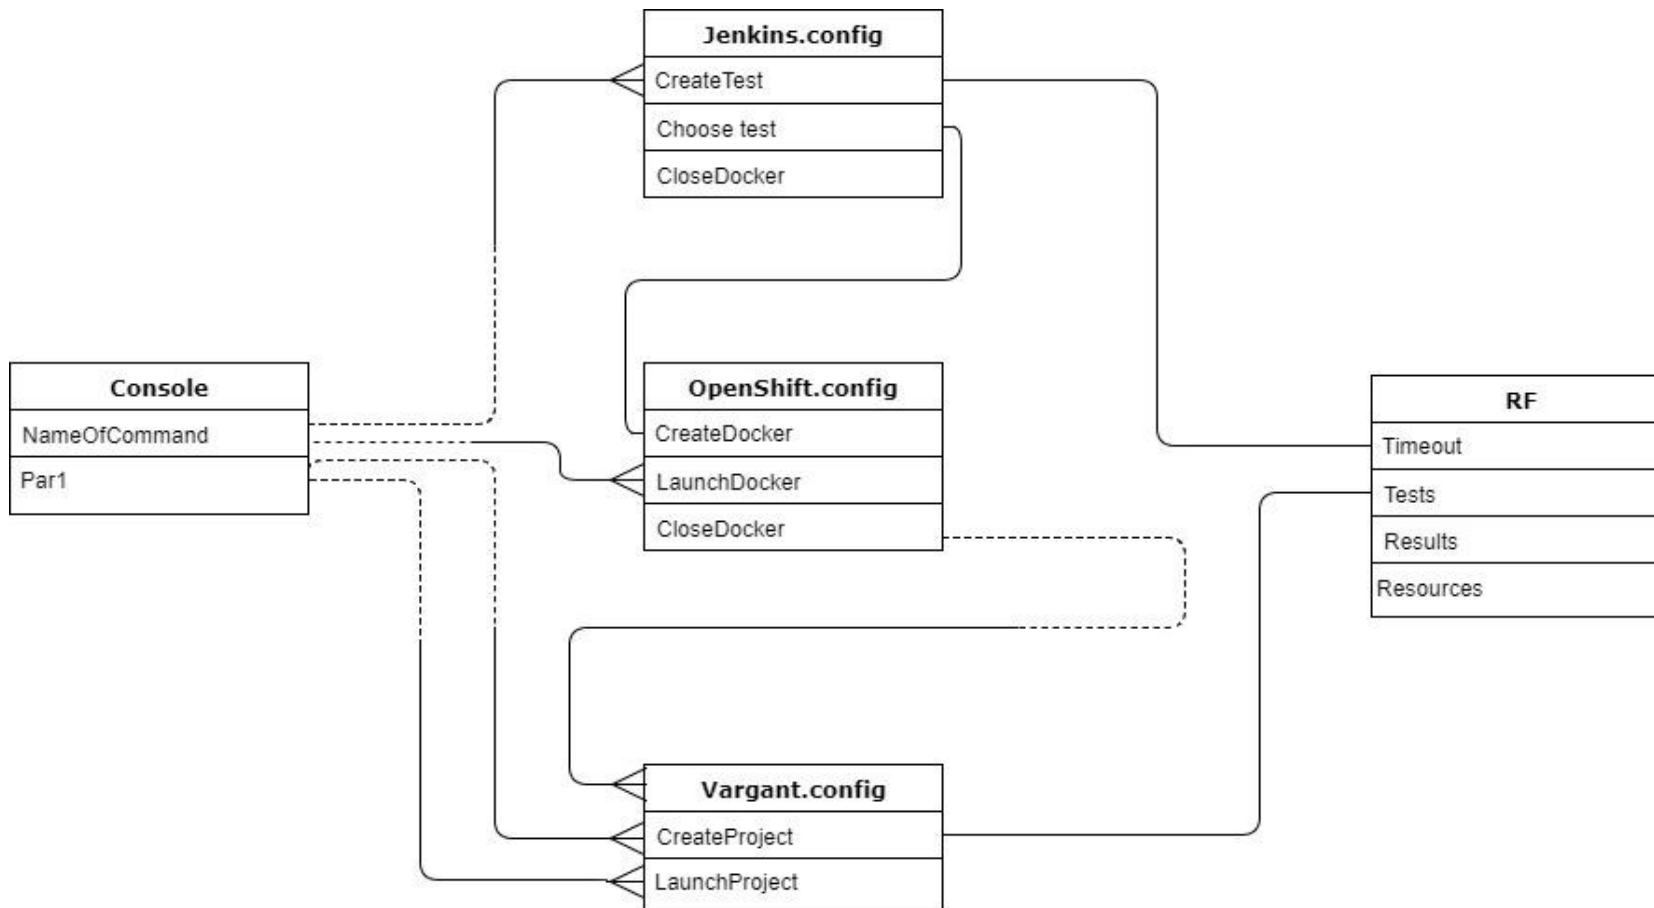 Jenkins.config
CreateTest
Choose test
CloseDocker
Console
NameOfCommand
Par1
OpenShift.config
CreateDocker
LaunchDocker
CloseDocker
RF
Timeout
Tests
Results
Resources
Vargant.config
CreateProject
LaunchProject